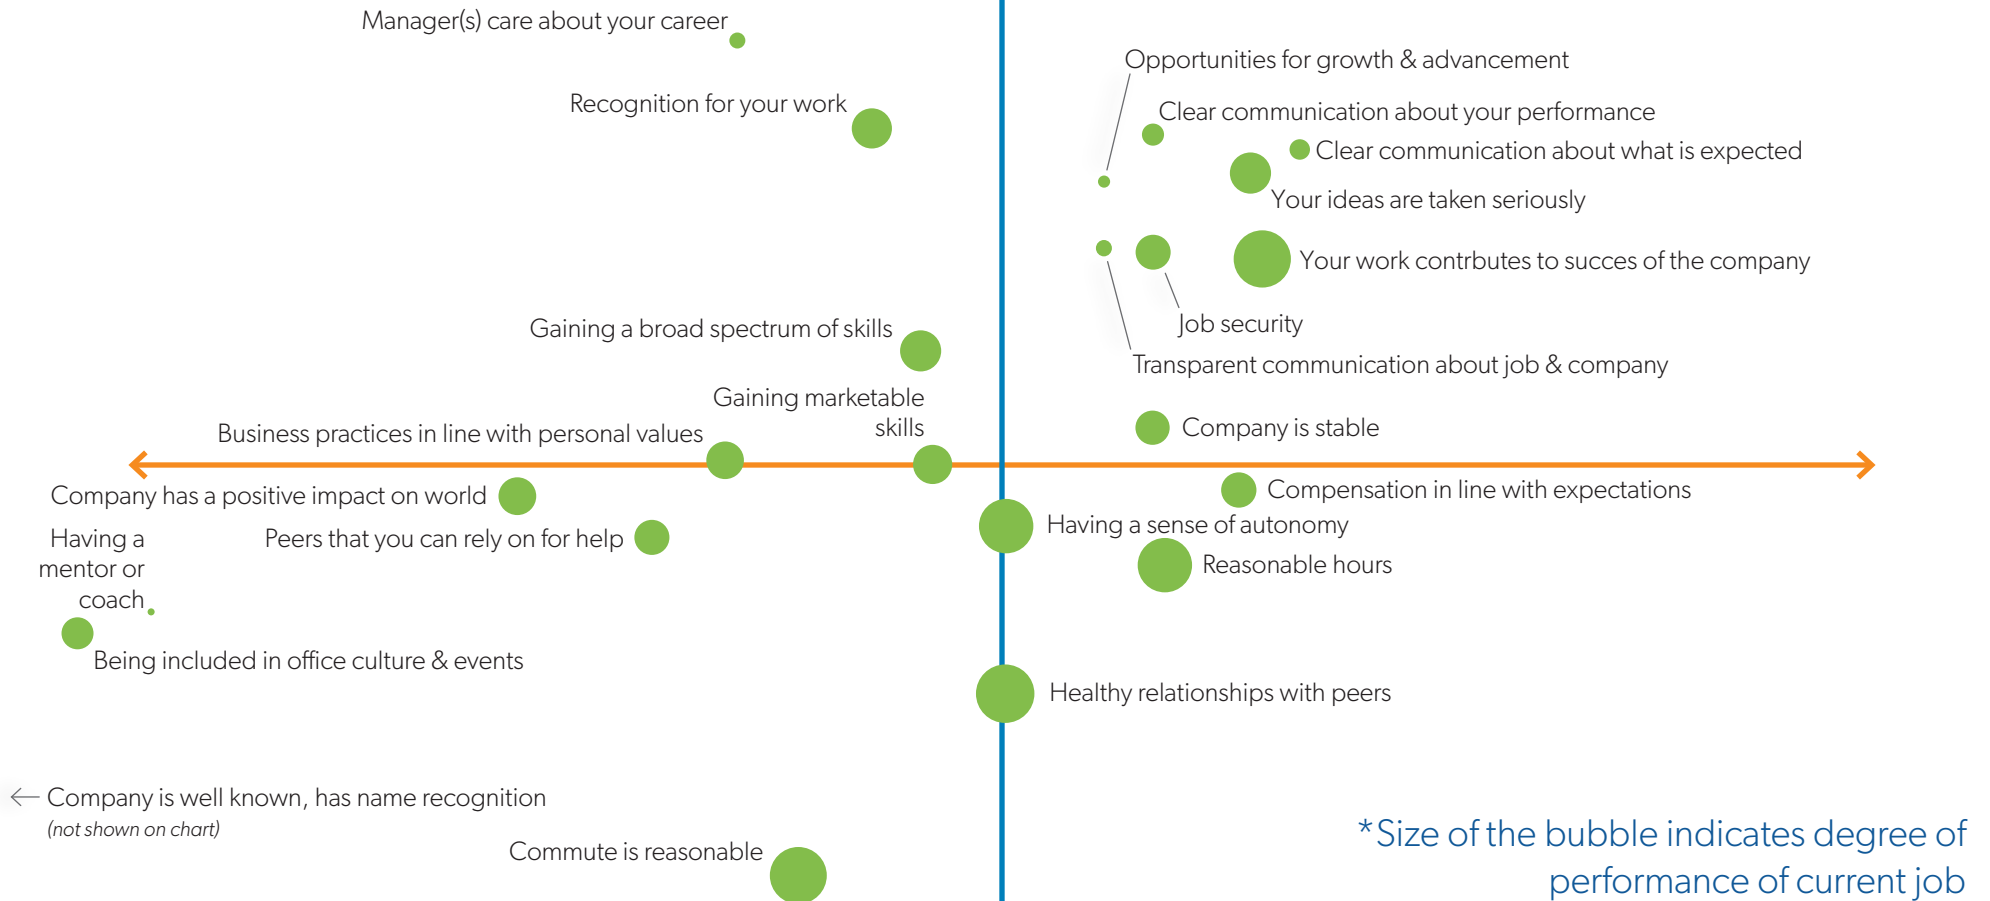 Manager(s) care about your career
Opportunities for growth & advancement
Recognition for your work
Clear communication about your performance
Clear communication about what is expected
Your ideas are taken seriously
Your work contrbutes to succes of the company
Gaining a broad spectrum of skills
Job security
Transparent communication about job & company
Gaining marketable
skills
Business practices in line with personal values
Company is stable
Company has a positive impact on world
Compensation in line with expectations
Having a sense of autonomy
Having a
mentor or
coach
Peers that you can rely on for help
Reasonable hours
Being included in office culture & events
Healthy relationships with peers
Company is well known, has name recognition
(not shown on chart)
Commute is reasonable
*Size of the bubble indicates degree of
performance of current job